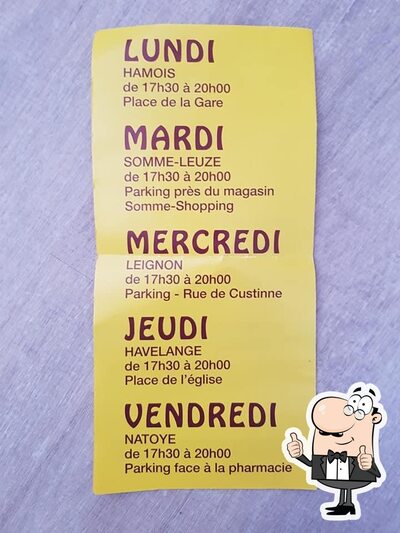 LUNDI
HAMOIS
de 17h30 à 20h00
Place de la Gare
MARDI
SOMME-LEUZE
de 17h30 à 20h00
Parking près du magasin
Somme-Shopping
MERCREDI
LEIGNON
de 17h30 à 20h00
Parking - Rue de Custinne
JEUDI
HAVELANGE
de 17h30 à 20h00
Place de l'église
VENDREDI
NATOYE
de 17h30 à 20h00
Parking face à la pharmacie